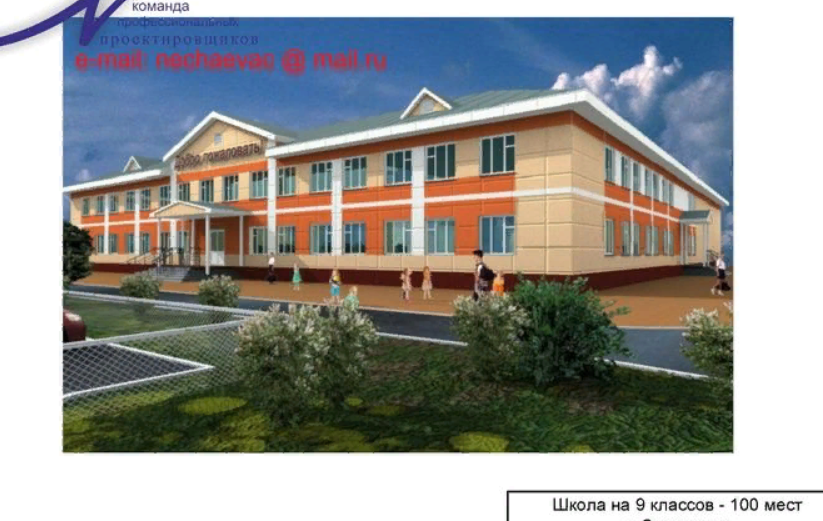 команда
профессиональных
проектировщиков
e-mail: nechaevac @ mail.ru
Добро пожаловать!
Школа на 9 классов - 100 мест